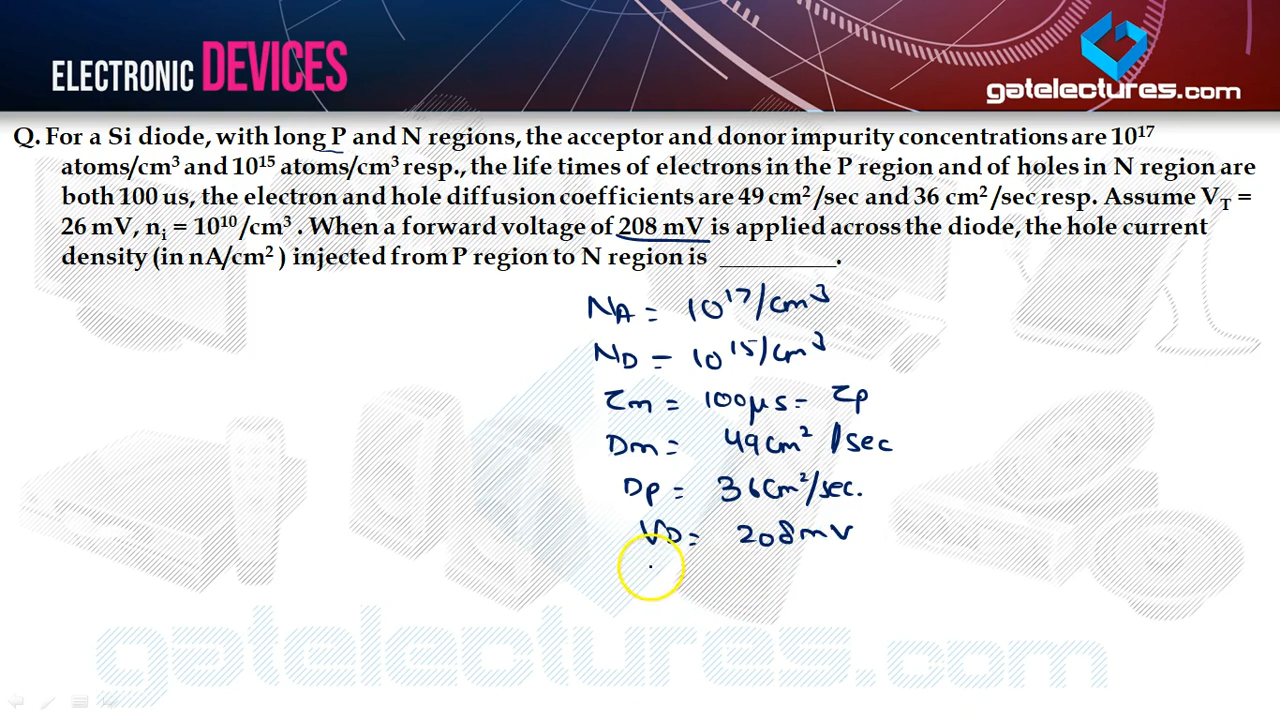 ELECTRONIC DEVICES
gatelectures.com
Q. For a Si diode, with long P and N regions, the acceptor and donor impurity concentrations are 10¹⁷
atoms/cm³ and 10¹⁵ atoms/cm³ resp., the life times of electrons in the P region and of holes in N region are
both 100 us, the electron and hole diffusion coefficients are 49 cm²/sec and 36 cm²/sec resp. Assume V_T =
26 mV, nᵢ = 10¹⁰/cm³ . When a forward voltage of 208 mV is applied across the diode, the hole current
density (in nA/cm² ) injected from P region to N region is __________.
N_A = 10¹⁷/cm³
N_D = 10¹⁵/cm³
τn = 100μs = τp
Dn = 49cm² /sec
Dp = 36cm²/sec.
V_D = 208mV
gatelectures.com